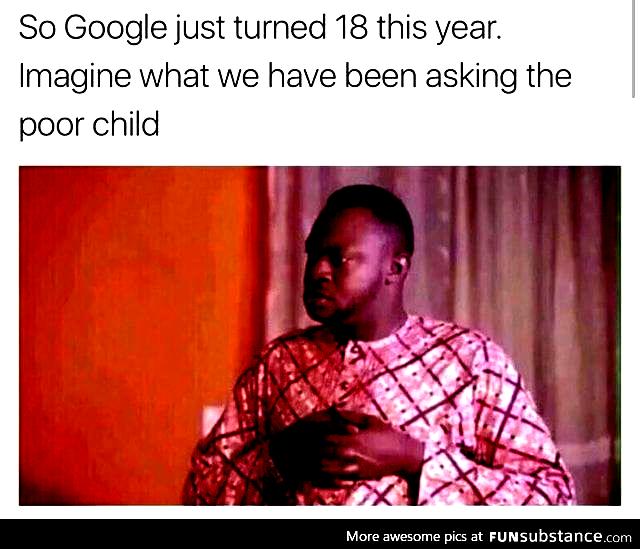 So Google just turned 18 this year.
Imagine what we have been asking the
poor child
More awesome pics at FUNsubstance.com